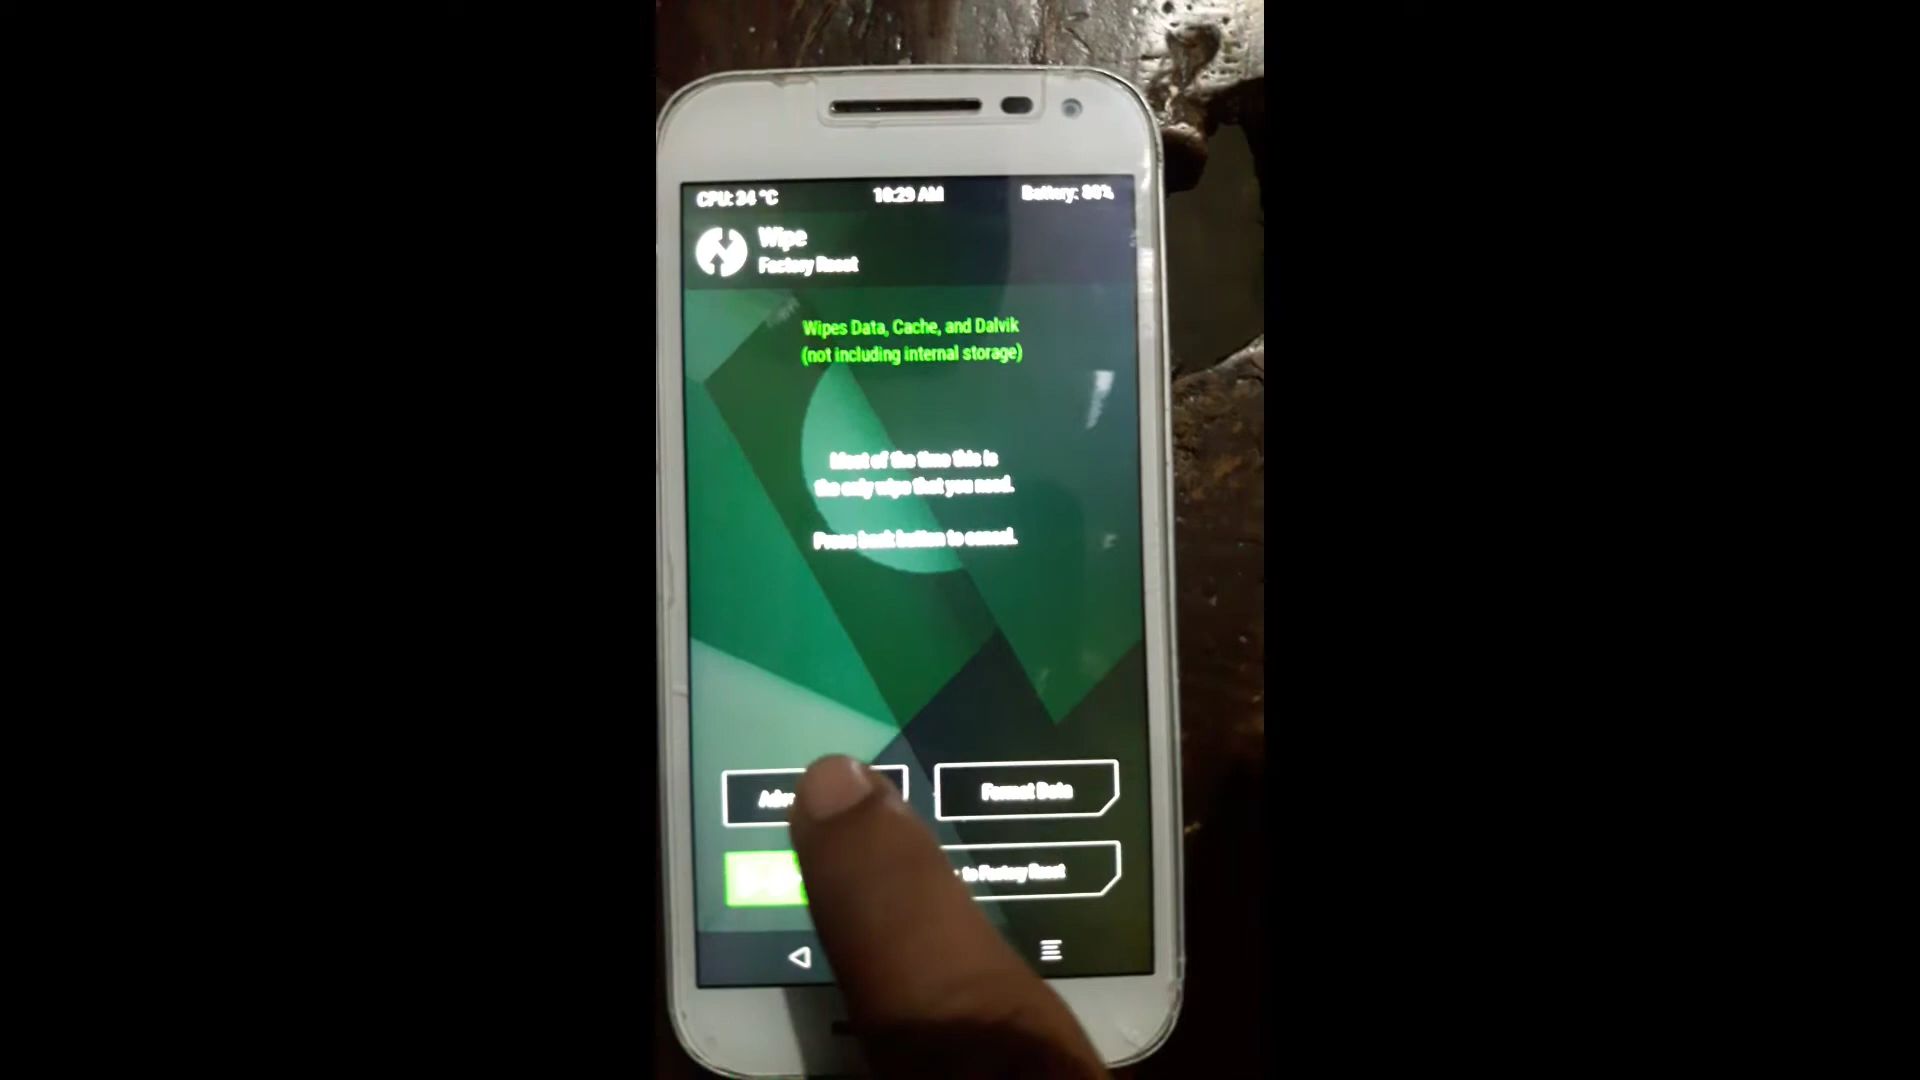 CPU: 34 °C
10:29 AM
Battery: 80%
Wipe
Factory Reset
Wipes Data, Cache, and Dalvik
(not including internal storage)
Most of the time this is
the only wipe that you need.
Press back button to cancel.
Format Data
to Factory Reset